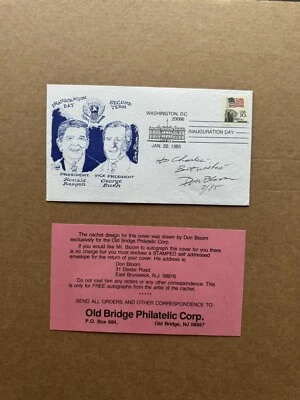 INAUGURATION DAY
SECOND TERM
PRESIDENT
Ronald
Reagan
VICE PRESIDENT
George
Bush
WASHINGTON, DC
20066
INAUGURATION DAY
JAN. 20, 1985
To Charles
Best wishes
Don Bloom
The cachet design for this cover was drawn by Don Bloom
exclusively for the Old Bridge Philatelic Corp.
If you would like Mr. Bloom to autograph this cover for you there
is no charge but you must enclose a STAMPED self addressed
envelope for the return of your cover. His address is:
Don Bloom
31 Dexter Road
East Brunswick, N.J. 08816
Do not mail him any orders or any other correspondence. This
is only for FREE autographs from the artist of the cachet.
SEND ALL ORDERS AND OTHER CORRESPONDENCE TO:
Old Bridge Philatelic Corp.
P.O. Box 684, Old Bridge, NJ 08857